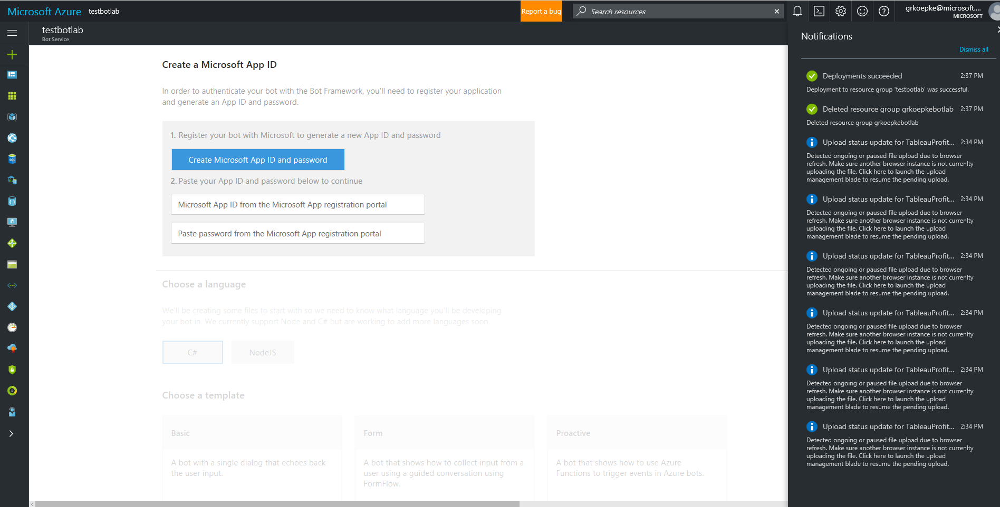 Microsoft Azure testbotlab
Report a bug
Search resources
grkoepke@microsoft....
MICROSOFT
testbotlab
Bot Service
Create a Microsoft App ID
In order to authenticate your bot with the Bot Framework, you'll need to register your application
and generate an App ID and password.
1. Register your bot with Microsoft to generate a new App ID and password
Create Microsoft App ID and password
2. Paste your App ID and password below to continue
Microsoft App ID from the Microsoft App registration portal
Paste password from the Microsoft App registration portal
Choose a language
We'll be creating some files to start with so we need to know what language you'll be developing
your bot in. We currently support Node and C# but are working to add more languages soon.
C#
NodeJS
Choose a template
Basic
A bot with a single dialog that echoes back
the user input.
Form
A bot that shows how to collect input from a
user using a guided conversation using
FormFlow.
Proactive
A bot that shows how to use Azure
Functions to trigger events in Azure bots.
Notifications
Dismiss all
Deployments succeeded 2:37 PM
Deployment to resource group 'testbotlab' was successful.
Deleted resource group grkoepkebotlab 2:37 PM
Deleted resource group grkoepkebotlab
Upload status update for TableauProfit... 2:34 PM
Detected ongoing or paused file upload due to browser
refresh. Make sure another browser instance is not currenlty
uploading the file. Click here to launch the upload
management blade to resume the pending upload.
Upload status update for TableauProfit... 2:34 PM
Detected ongoing or paused file upload due to browser
refresh. Make sure another browser instance is not currenlty
uploading the file. Click here to launch the upload
management blade to resume the pending upload.
Upload status update for TableauProfit... 2:34 PM
Detected ongoing or paused file upload due to browser
refresh. Make sure another browser instance is not currenlty
uploading the file. Click here to launch the upload
management blade to resume the pending upload.
Upload status update for TableauProfit... 2:34 PM
Detected ongoing or paused file upload due to browser
refresh. Make sure another browser instance is not currenlty
uploading the file. Click here to launch the upload
management blade to resume the pending upload.
Upload status update for TableauProfit... 2:34 PM
Detected ongoing or paused file upload due to browser
refresh. Make sure another browser instance is not currenlty
uploading the file. Click here to launch the upload
management blade to resume the pending upload.
Upload status update for TableauProfit... 2:34 PM
Detected ongoing or paused file upload due to browser
refresh. Make sure another browser instance is not currenlty
uploading the file. Click here to launch the upload
management blade to resume the pending upload.